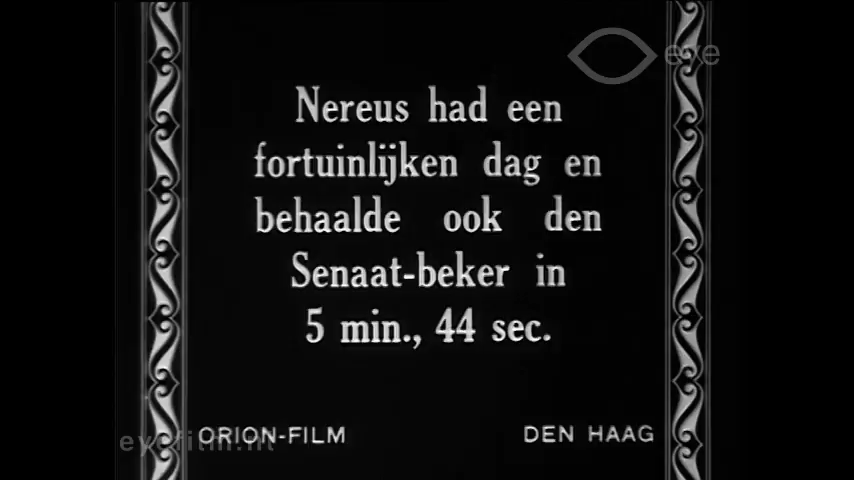 eye
Nereus had een
fortuinlijken dag en
behaalde ook den
Senaat-beker in
5 min., 44 sec.
ORION-FILM DEN HAAG
eyefilm.nl